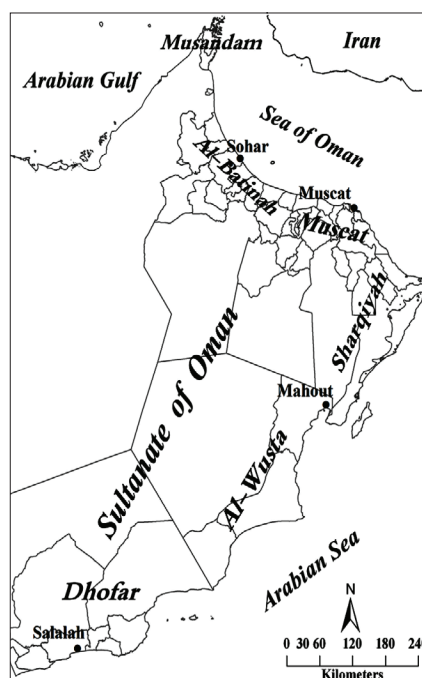 Musandam
Iran
Arabian Gulf
Sea of Oman
Sohar
Al-Batinah
Muscat
Muscat
Sharqiyah
Sultanate of Oman
Mahout
Al-Wusta
Arabian Sea
Dhofar
Salalah
N
0 30 60 120 180 240
Kilometers